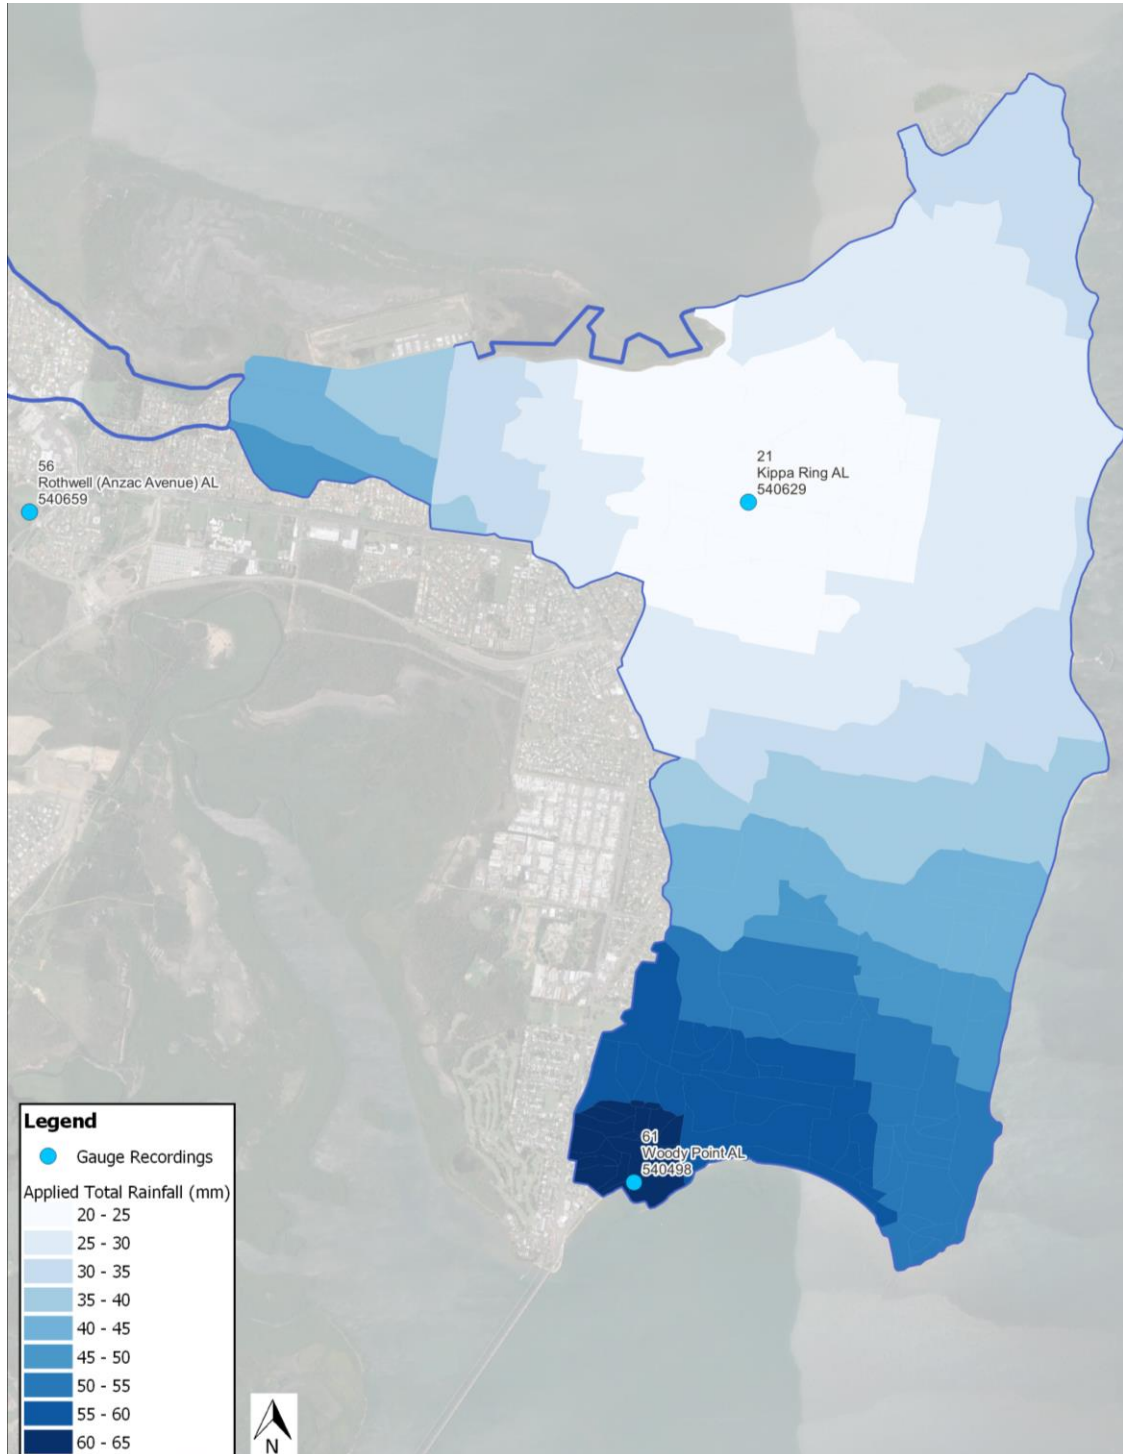 56
Rothwell (Anzac Avenue) AL
540659
21
Kippa Ring AL
540629
61
Woody Point AL
540498
Legend
Gauge Recordings
Applied Total Rainfall (mm)
20 - 25
25 - 30
30 - 35
35 - 40
40 - 45
45 - 50
50 - 55
55 - 60
60 - 65
N